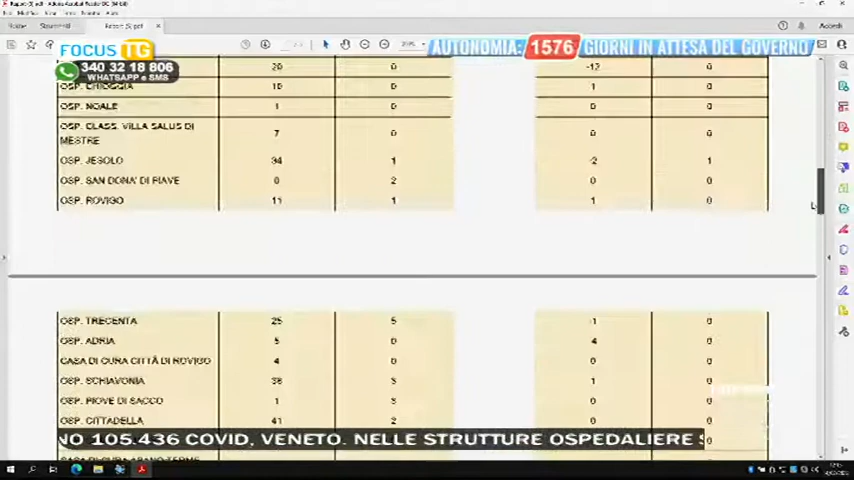 FOCUS TG
340 32 18 806
WHATSAPP e SMS
AUTONOMIA: 1576 GIORNI IN ATTESA DEL GOVERNO
20 0 -12 0
OSP. CHIOGGIA 10 0 1 0
OSP. NOALE 1 0 0 0
OSP. CLASS. VILLA SALUS DI
MESTRE 7 0 0 0
OSP. JESOLO 34 1 -2 1
OSP. SAN DONA' DI PIAVE 0 2 0 0
OSP. ROVIGO 11 1 1 0
OSP. TRECENTA 25 5 -1 0
OSP. ADRIA 5 0 4 0
CASA DI CURA CITTÀ DI ROVIGO 4 0 0 0
OSP. SCHIAVONIA 36 3 1 0
OSP. PIOVE DI SACCO 1 3 0 0
OSP. CITTADELLA 41 2 0 0
NO 105.436 COVID, VENETO. NELLE STRUTTURE OSPEDALIERE